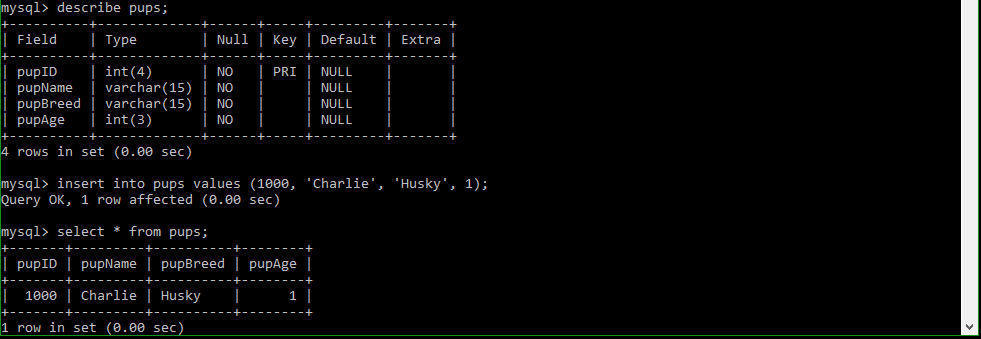 mysql> describe pups;
+----------+-------------+------+-----+---------+-------+
| Field    | Type        | Null | Key | Default | Extra |
+----------+-------------+------+-----+---------+-------+
| pupID    | int(4)      | NO   | PRI | NULL    |       |
| pupName  | varchar(15) | NO   |     | NULL    |       |
| pupBreed | varchar(15) | NO   |     | NULL    |       |
| pupAge   | int(3)      | NO   |     | NULL    |       |
+----------+-------------+------+-----+---------+-------+
4 rows in set (0.00 sec)

mysql> insert into pups values (1000, 'Charlie', 'Husky', 1);
Query OK, 1 row affected (0.00 sec)

mysql> select * from pups;
+-------+---------+----------+--------+
| pupID | pupName | pupBreed | pupAge |
+-------+---------+----------+--------+
|  1000 | Charlie | Husky    |      1 |
+-------+---------+----------+--------+
1 row in set (0.00 sec)